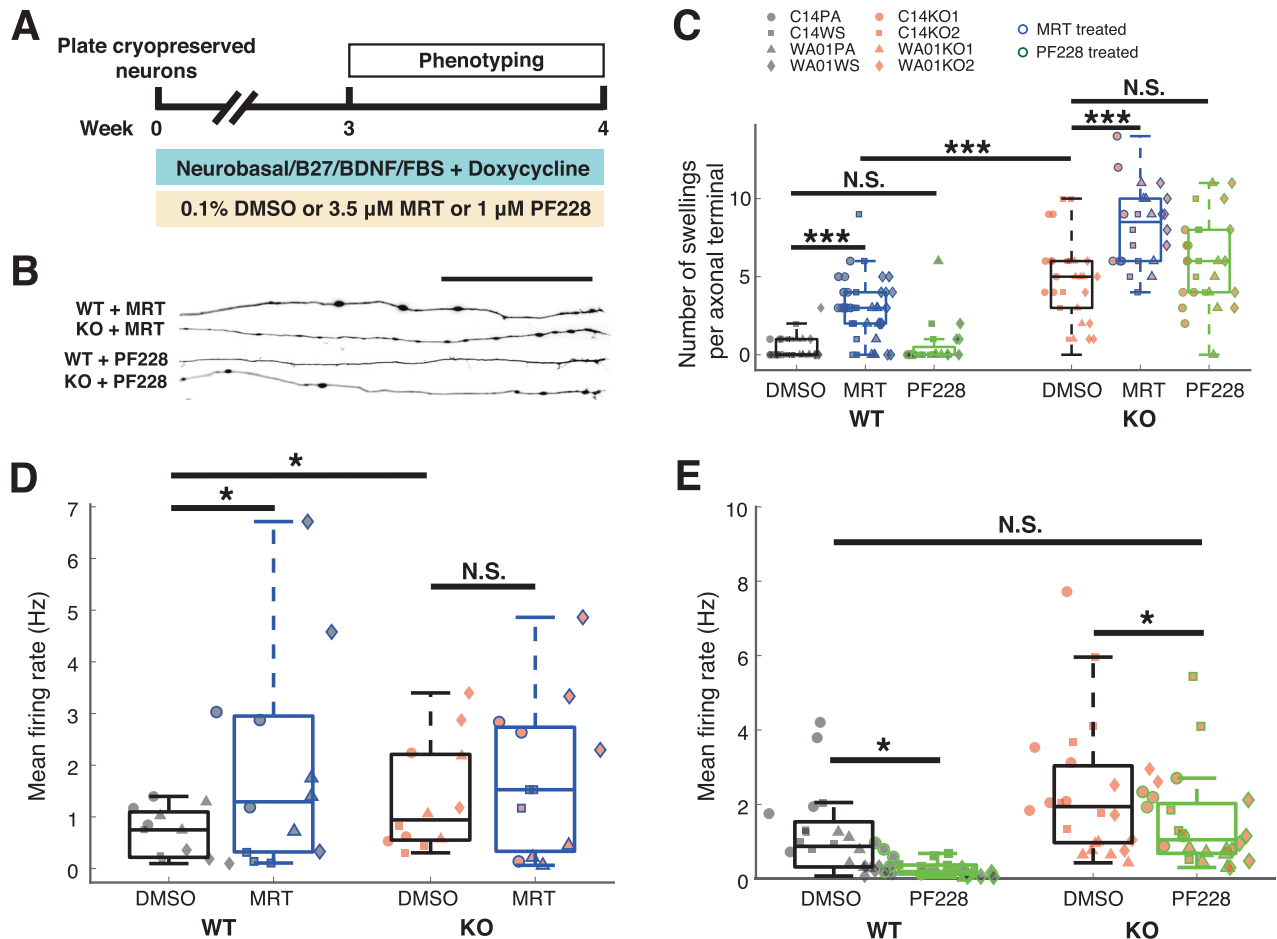 A
Plate cryopreserved
neurons
Phenotyping
Week
0
3
4
Neurobasal/B27/BDNF/FBS + Doxycycline
0.1% DMSO or 3.5 µM MRT or 1 µM PF228
B
WT + MRT
KO + MRT
WT + PF228
KO + PF228
C
C14PA
C14WS
WA01PA
WA01WS
C14KO1
C14KO2
WA01KO1
WA01KO2
MRT treated
PF228 treated
N.S.
***
***
N.S.
***
Number of swellings
per axonal terminal
10
5
0
DMSO
MRT
PF228
DMSO
MRT
PF228
WT
KO
D
*
*
N.S.
Mean firing rate (Hz)
7
6
5
4
3
2
1
0
DMSO
MRT
DMSO
MRT
WT
KO
E
N.S.
*
*
Mean firing rate (Hz)
10
8
6
4
2
0
DMSO
PF228
DMSO
PF228
WT
KO